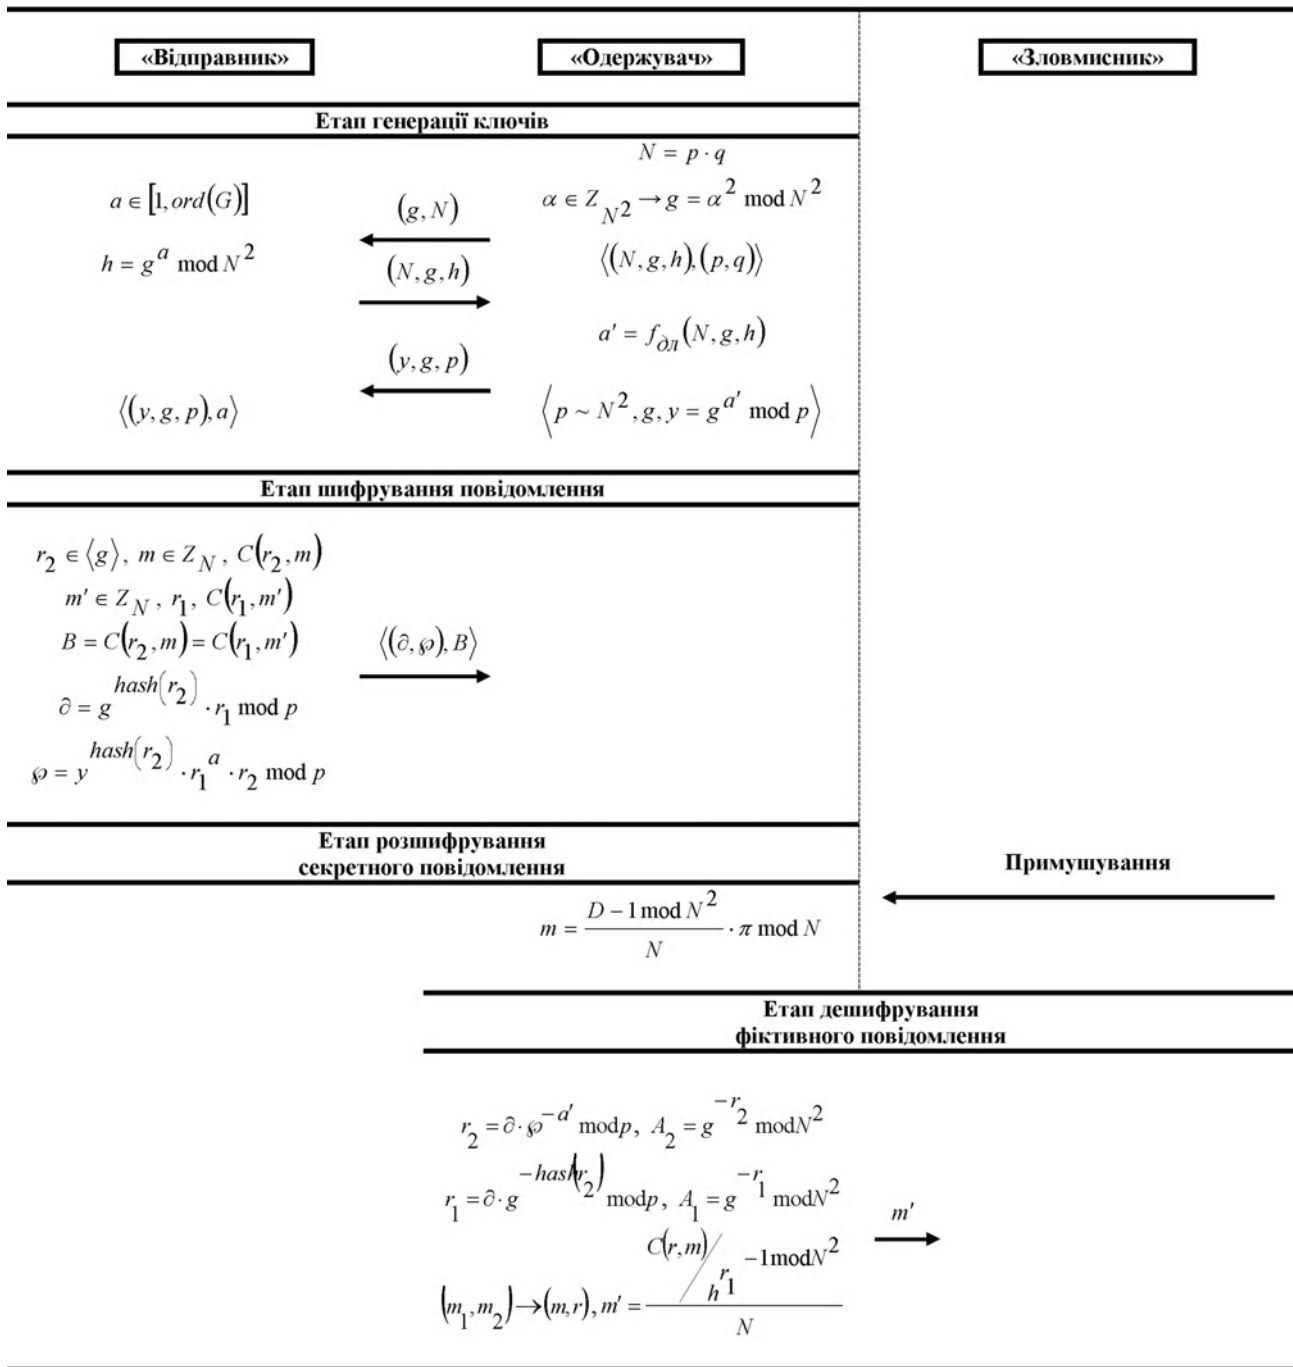 «Відправник» «Одержувач» «Зловмисник»
Етап генерації ключів
N = p · q
a ∈ [1, ord(G)] (g, N) α ∈ Z_{N^2} → g = α^2 mod N^2
h = g^a mod N^2 (N, g, h) ⟨(N, g, h), (p, q)⟩
a' = f_{дл}(N, g, h)
(y, g, p)
⟨(y, g, p), a⟩ ⟨p ~ N^2, g, y = g^{a'} mod p⟩
Етап шифрування повідомлення
r_2 ∈ ⟨g⟩, m ∈ Z_N, C(r_2, m)
m' ∈ Z_N, r_1, C(r_1, m')
B = C(r_2, m) = C(r_1, m') ⟨(∂, ℘), B⟩
∂ = g^{hash(r_2)} · r_1 mod p
℘ = y^{hash(r_2)} · r_1^a · r_2 mod p
Етап розшифрування
секретного повідомлення
Примушування
m = \frac{D − 1 mod N^2}{N} · π mod N
Етап дешифрування
фіктивного повідомлення
r_2 = ∂ · ℘^{−a'} mod p, A_2 = g^{−r_2} mod N^2
r_1 = ∂ · g^{−hash(r_2)} mod p, A_1 = g^{−r_1} mod N^2
m'
(m_1, m_2) → (m, r), m' = \frac{C(r, m) / h^{r_1} − 1 mod N^2}{N}